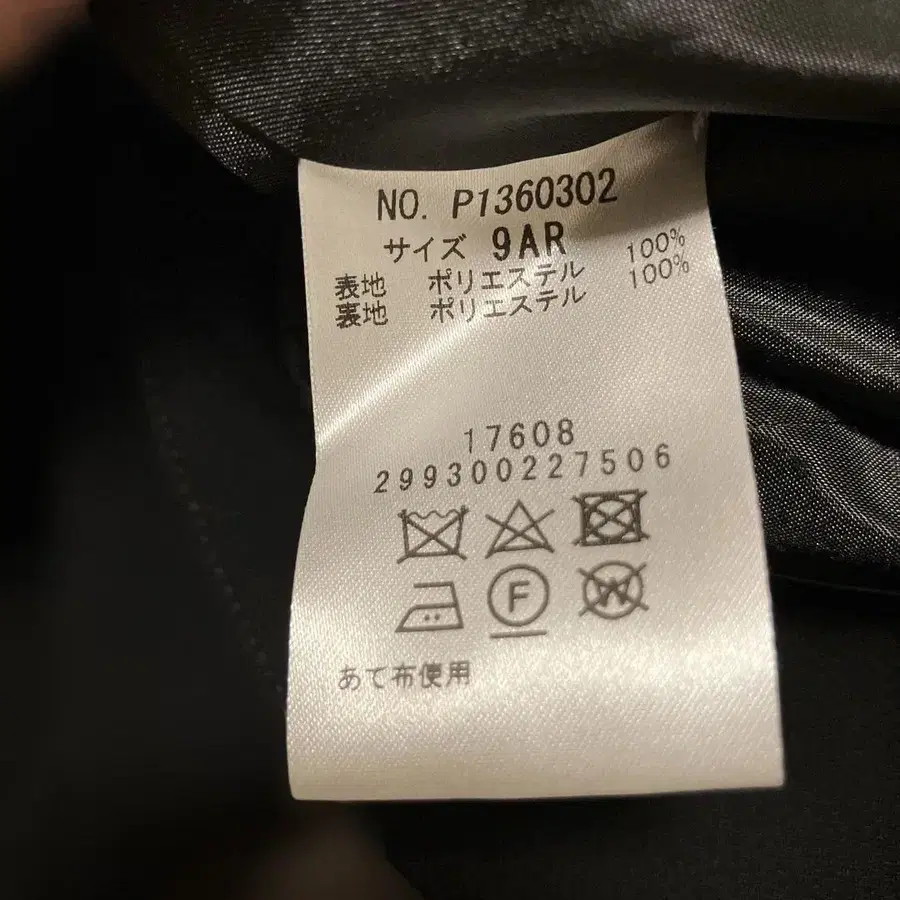 NO. P1360302
サイズ 9AR
表地 ポリエステル 100%
裏地 ポリエステル 100%
17608
299300227506
F
W
あて布使用